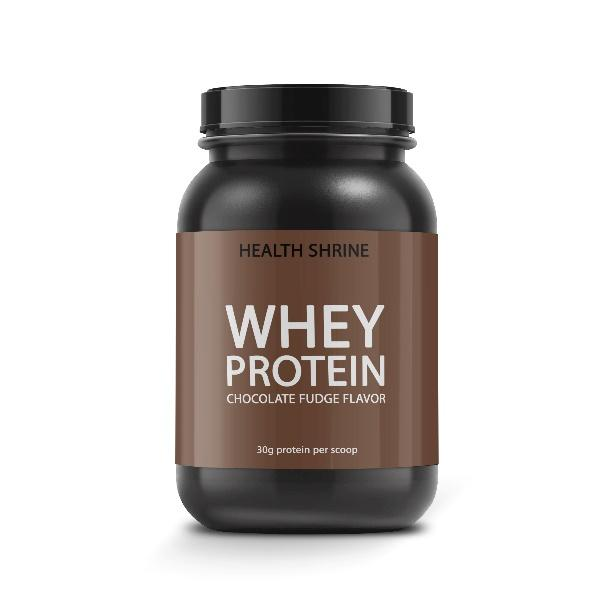 HEALTH SHRINE
WHEY
PROTEIN
CHOCOLATE FUDGE FLAVOR
30g protein per scoop